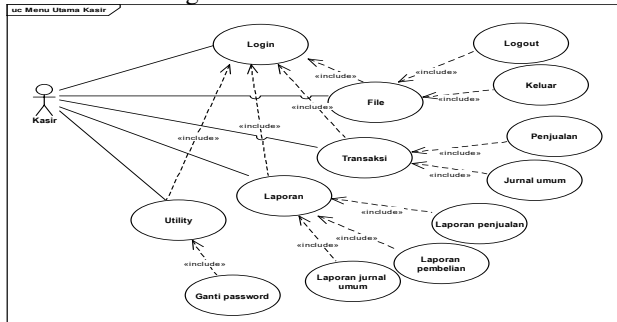 uc Menu Utama Kasir
Login
Logout
«include»
«include»
File
«include»
Keluar
Kasir
«include»
«include»
«include»
Transaksi
«include»
Penjualan
«include»
Jurnal umum
Utility
Laporan
«include»
Laporan penjualan
«include»
«include»
«include»
Laporan
pembelian
Ganti password
Laporan jurnal
umum